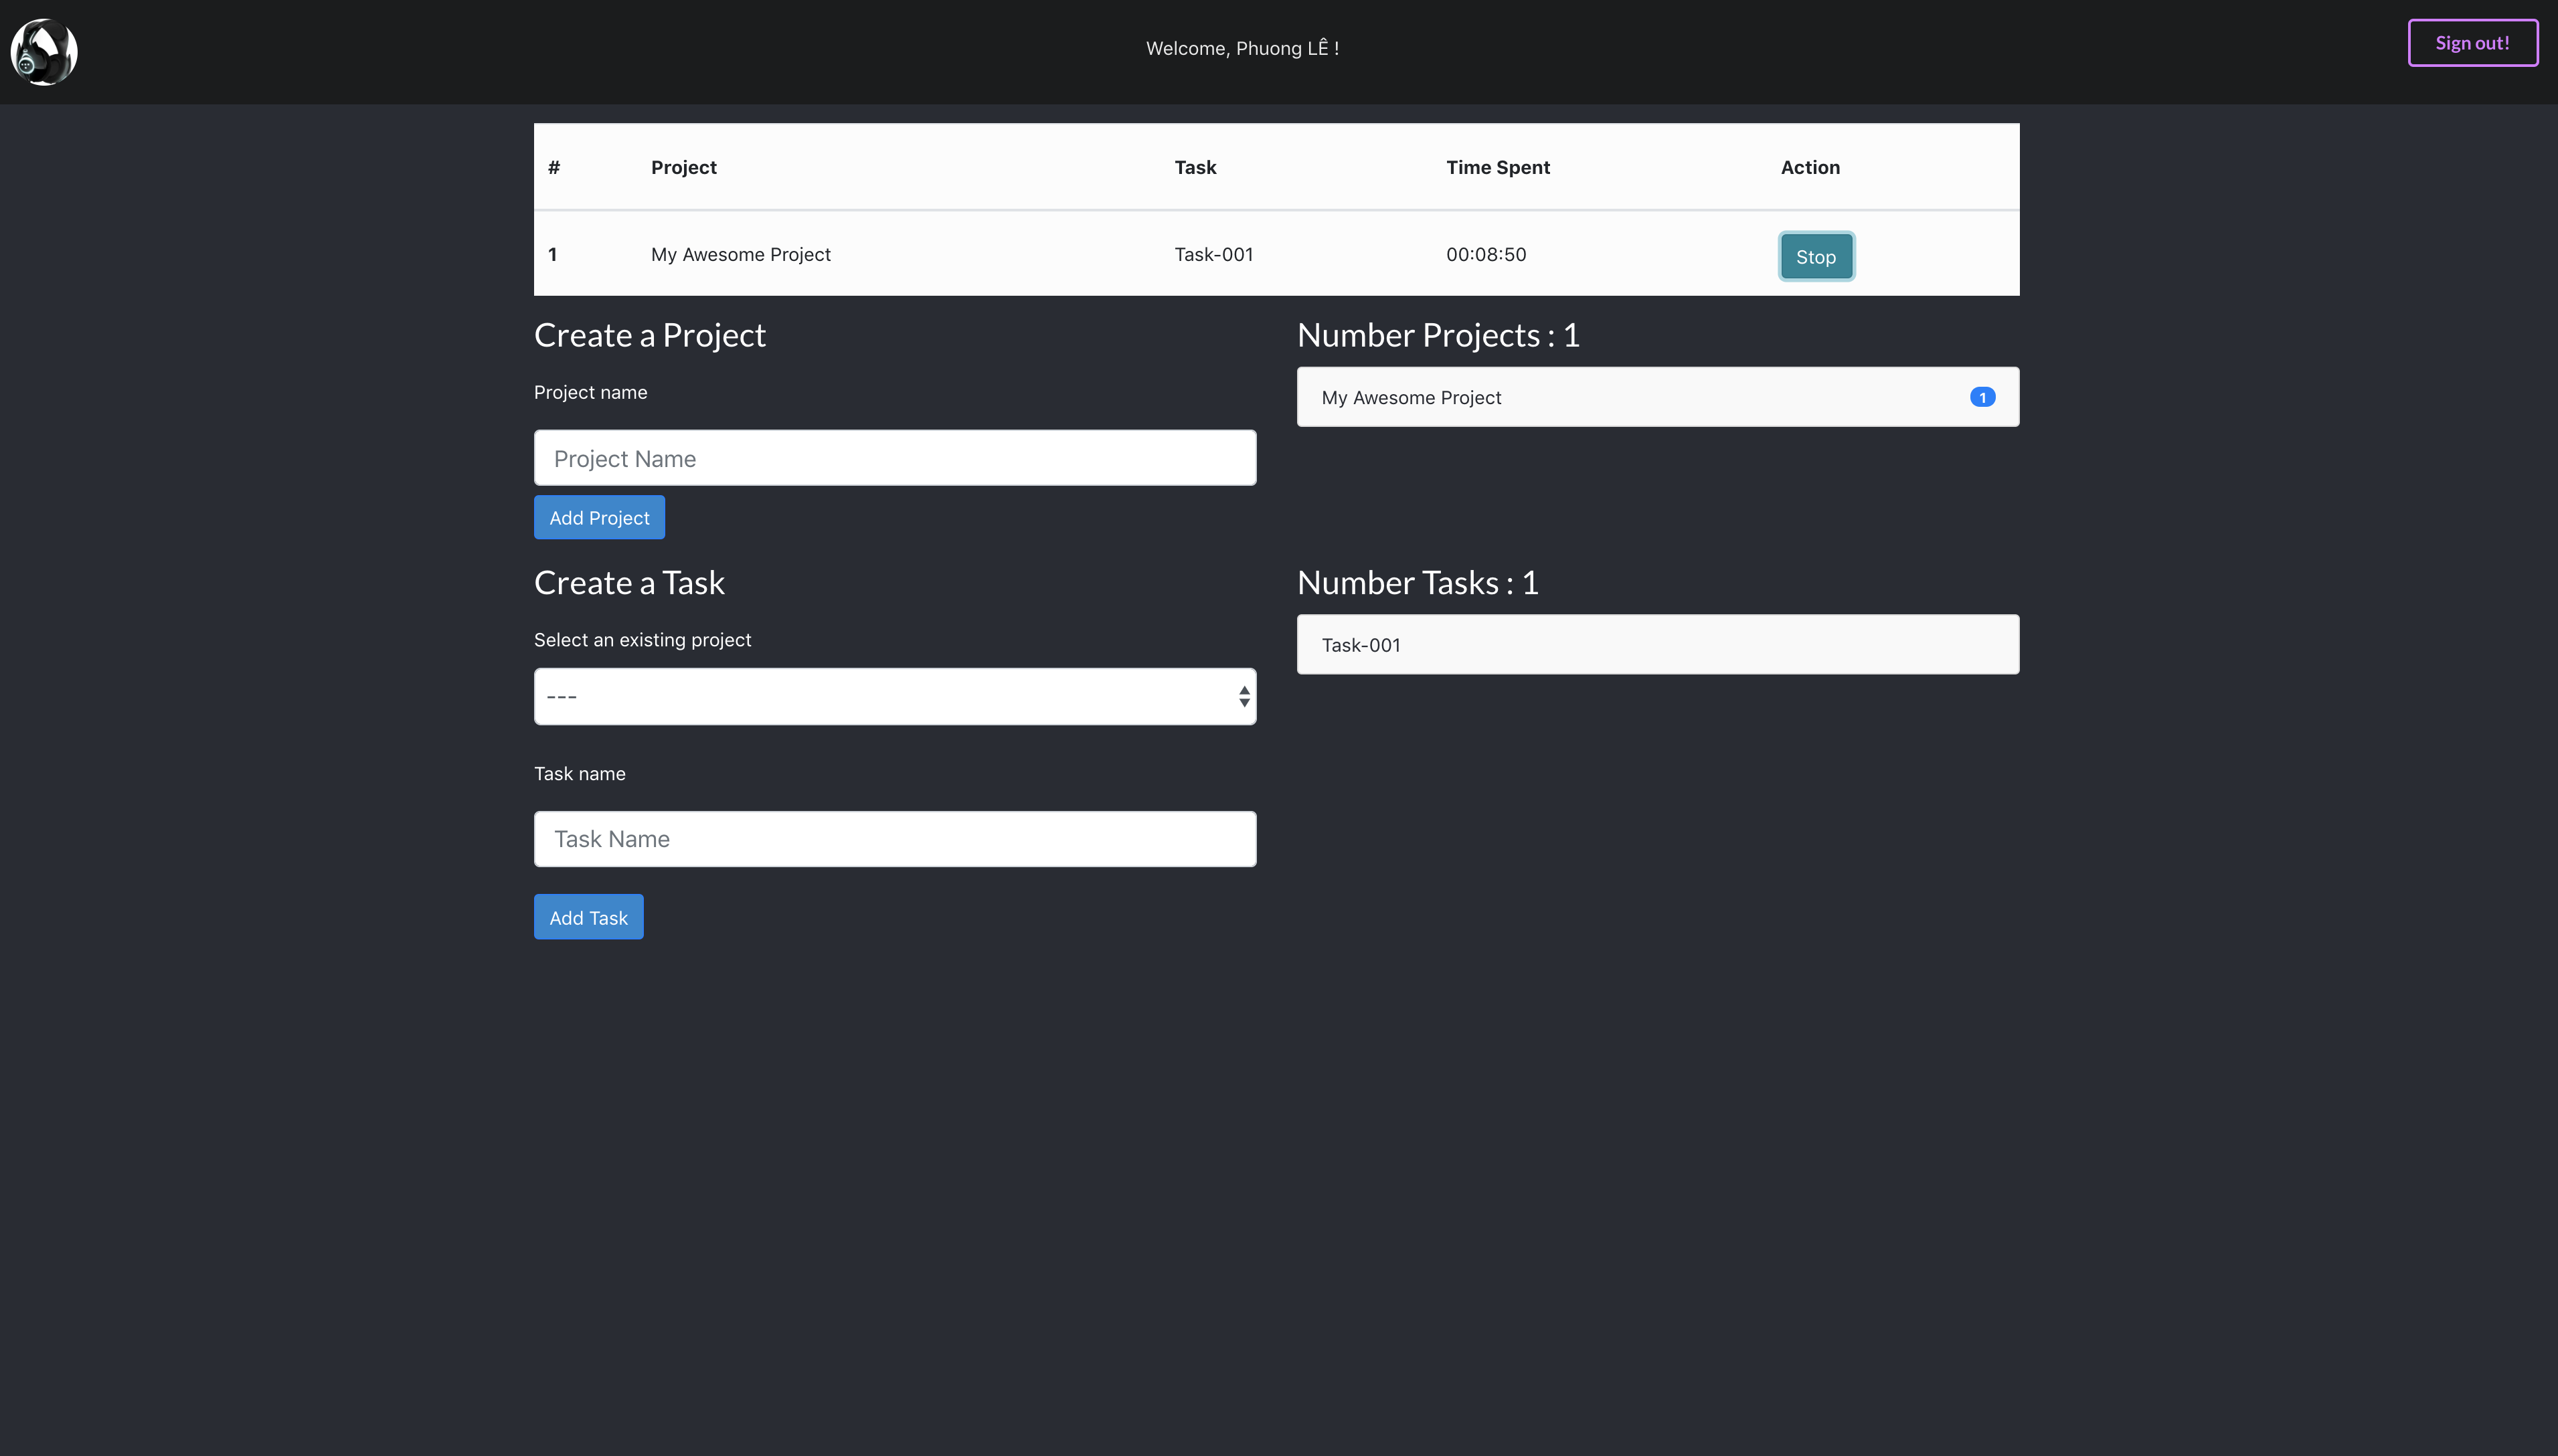 Welcome, Phuong LÊ !
Sign out!
# Project Task Time Spent Action
1 My Awesome Project Task-001 00:08:50 Stop
Create a Project
Project name
Project Name
Add Project
Number Projects : 1
My Awesome Project 1
Create a Task
Select an existing project
---
Task name
Task Name
Add Task
Number Tasks : 1
Task-001